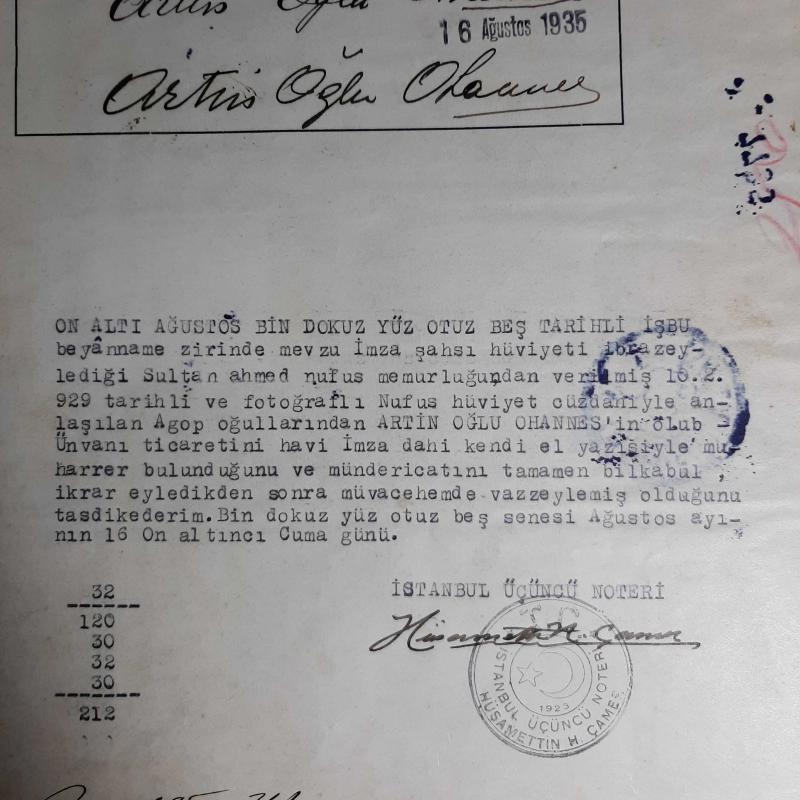 Artin Oğlu
16 Ağustos 1935
Artin Oğlu Ohannes
ON ALTI AĞUSTOS BİN DOKUZ YÜZ OTUZ BEŞ TARİHLİ İŞBU
beyânname zirinde mevzu İmza şahsı hüviyeti ibrazey-
lediği Sultan ahmed nufus memurluğundan verilmiş 16.2.
929 tarihli ve fotoğraflı Nufus hüviyet cüzdaniyle an-
laşılan Agop oğullarından ARTİN OĞLU OHANNES'in olub
Ünvanı ticaretini havi İmza dahi kendi el yazisiyle mu-
harrer bulunduğunu ve mündericatını tamamen bilkabul ,
ikrar eyledikden sonra müvacehemde vazzeylemiş olduğunu
tasdikederim.Bin dokuz yüz otuz beş senesi Ağustos ayı-
nın 16 On altıncı Cuma günü.
32
120
30
32
30
212
İSTANBUL ÜÇÜNCÜ NOTERİ
T.C.
İSTANBUL ÜÇÜNCÜ NOTERİ
1923
HÜSAMETTİN H. ÇAMEŞ